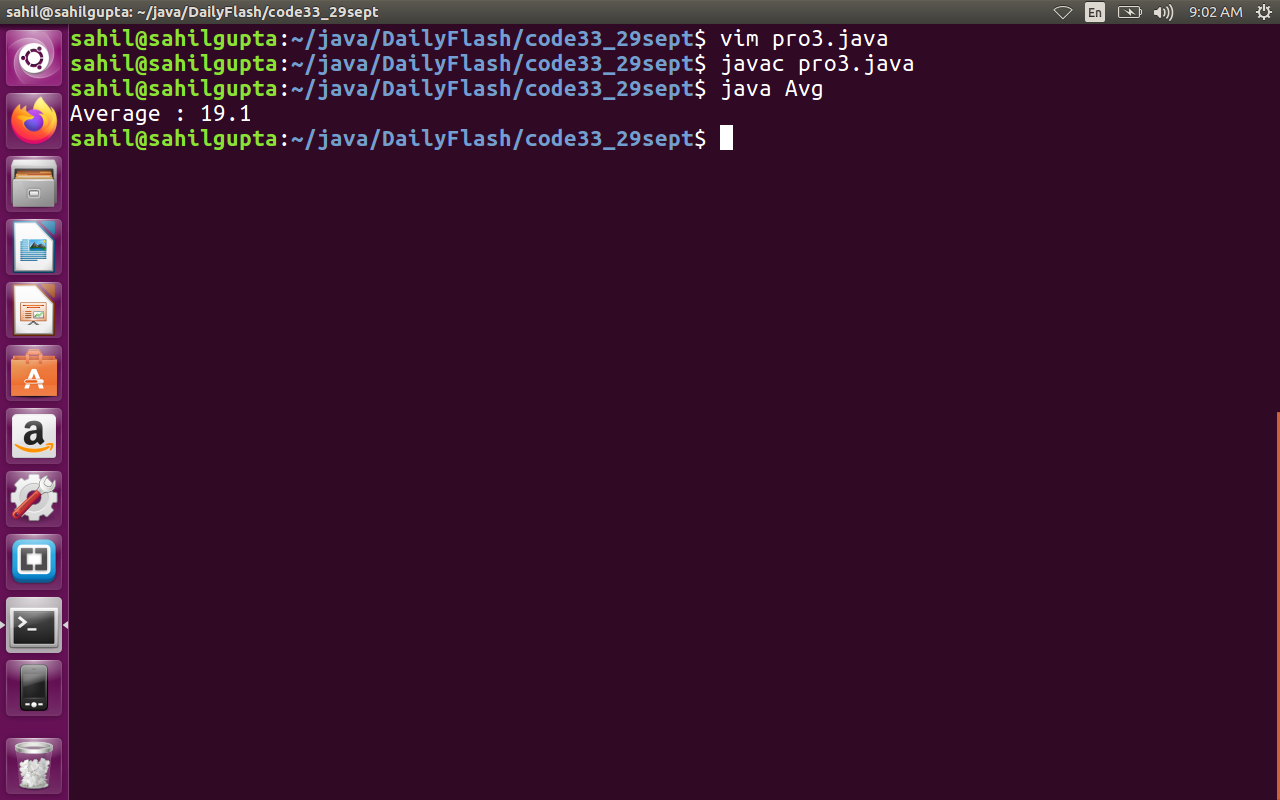 sahil@sahilgupta: ~/java/DailyFlash/code33_29sept
En
9:02 AM
sahil@sahilgupta:~/java/DailyFlash/code33_29sept$ vim pro3.java
sahil@sahilgupta:~/java/DailyFlash/code33_29sept$ javac pro3.java
sahil@sahilgupta:~/java/DailyFlash/code33_29sept$ java Avg
Average : 19.1
sahil@sahilgupta:~/java/DailyFlash/code33_29sept$